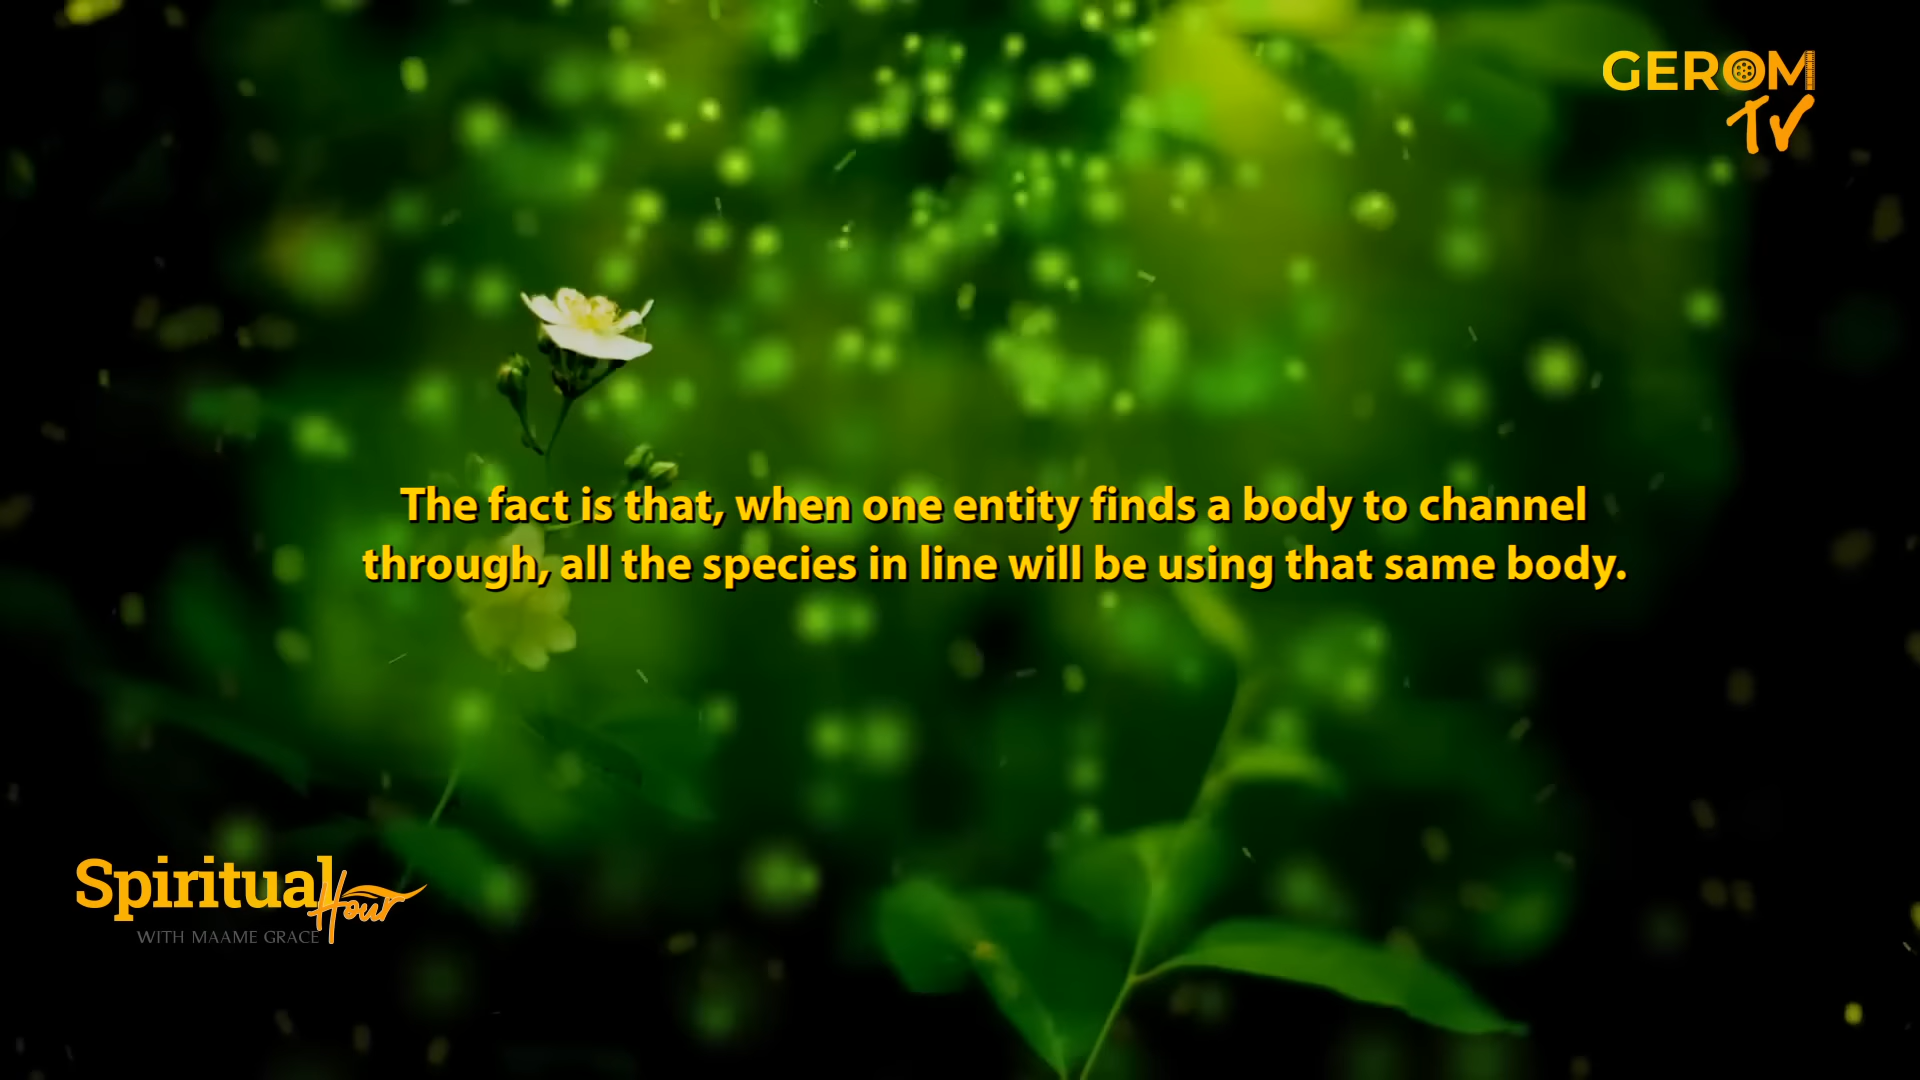 GEROM
TV
The fact is that, when one entity finds a body to channel
through, all the species in line will be using that same body.
Spiritual
Hour
WITH MAAME GRACE